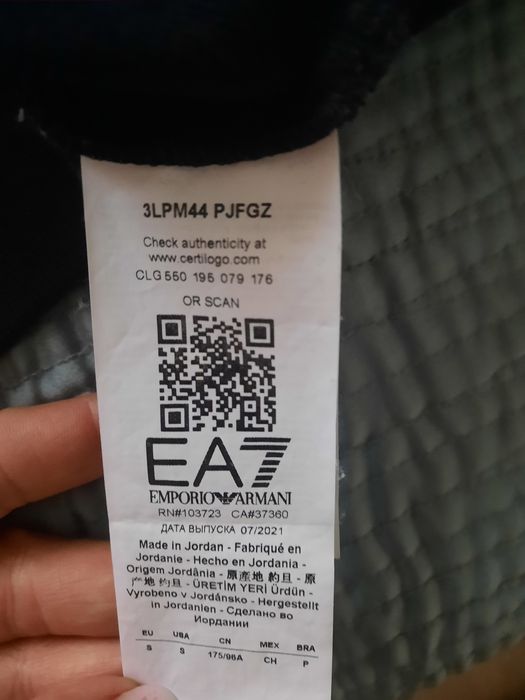 3LPM44 PJFGZ
Check authenticity at
www.certilogo.com
CLG 550 195 079 176
OR SCAN
EA7
EMPORIO ARMANI
RN#103723 CA#37360
ДАТА ВЫПУСКА 07/2021
Made in Jordan - Fabriqué en
Jordanie - Hecho en Jordania -
Origem Jordânia - 原産地 約旦 - 原
产地 约旦 - ÜRETİM YERİ Ürdün -
Vyrobeno v Jordánsko - Hergestellt
in Jordanien - Сделано во
Иордании
EU USA CN MEX BRA
S S 175/96A CH P